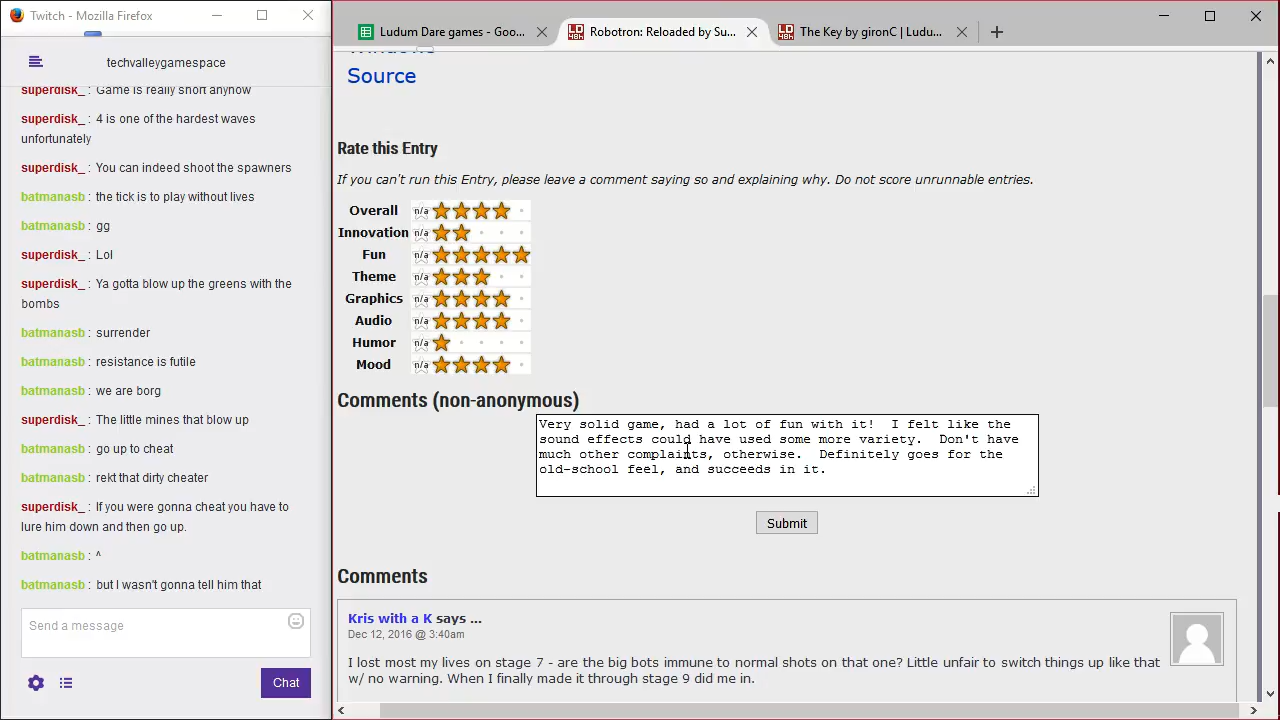 Twitch - Mozilla Firefox
techvalleygamespace
superdisk_ : Game is really short anyhow
superdisk_ : 4 is one of the hardest waves
unfortunately
superdisk_ : You can indeed shoot the spawners
batmanasb : the tick is to play without lives
batmanasb : gg
superdisk_ : Lol
superdisk_ : Ya gotta blow up the greens with the
bombs
batmanasb : surrender
batmanasb : resistance is futile
batmanasb : we are borg
superdisk_ : The little mines that blow up
batmanasb : go up to cheat
batmanasb : rekt that dirty cheater
superdisk_ : If you were gonna cheat you have to
lure him down and then go up.
batmanasb : ^
batmanasb : but I wasn't gonna tell him that
Send a message
Chat
Ludum Dare games - Goo...
Robotron: Reloaded by Su...
The Key by gironC | Ludu...
Windows
Source
Rate this Entry
If you can't run this Entry, please leave a comment saying so and explaining why. Do not score unrunnable entries.
Overall n/a
Innovation n/a
Fun n/a
Theme n/a
Graphics n/a
Audio n/a
Humor n/a
Mood n/a
Comments (non-anonymous)
Very solid game, had a lot of fun with it!  I felt like the
sound effects could have used some more variety.  Don't have
much other complaints, otherwise.  Definitely goes for the
old-school feel, and succeeds in it.
Submit
Comments
Kris with a K says ...
Dec 12, 2016 @ 3:40am
I lost most my lives on stage 7 - are the big bots immune to normal shots on that one? Little unfair to switch things up like that
w/ no warning. When I finally made it through stage 9 did me in.